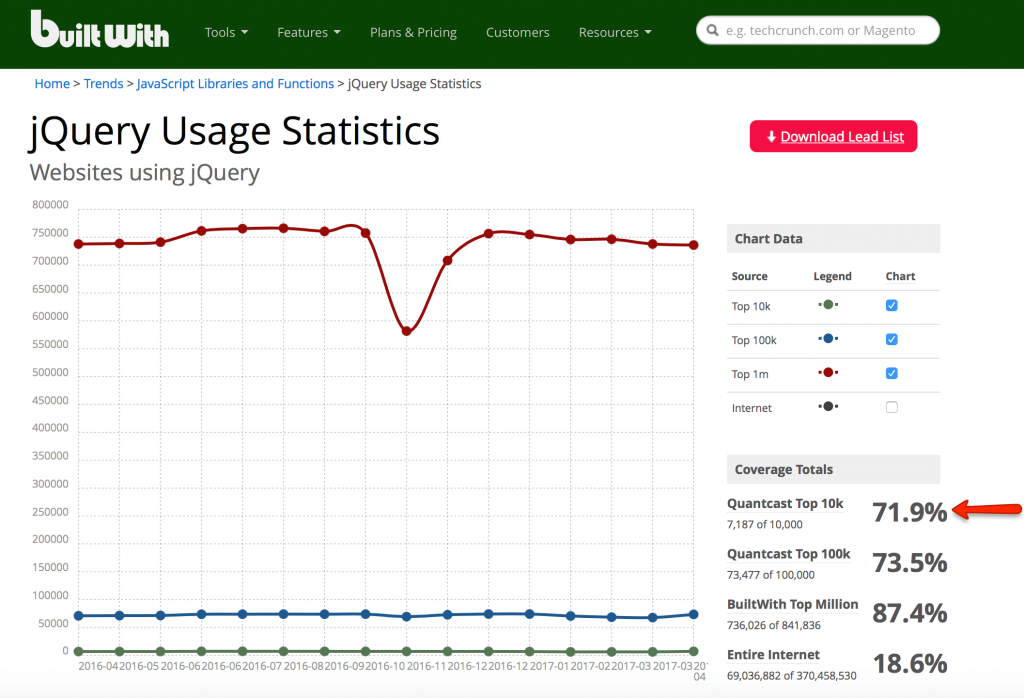 built With
Tools Features Plans & Pricing Customers Resources e.g. techcrunch.com or Magento
Home > Trends > JavaScript Libraries and Functions > jQuery Usage Statistics
jQuery Usage Statistics
Download Lead List
Websites using jQuery
800000
750000
700000
650000
600000
550000
500000
450000
400000
350000
300000
250000
200000
150000
100000
50000
0
2016-04 2016-05 2016-06 2016-06 2016-07 2016-08 2016-09 2016-10 2016-11 2016-12 2016-12 2017-01 2017-02 2017-03 2017-03 20
04
Chart Data
Source Legend Chart
Top 10k
Top 100k
Top 1m
Internet
Coverage Totals
Quantcast Top 10k 71.9%
7,187 of 10,000
Quantcast Top 100k 73.5%
73,477 of 100,000
BuiltWith Top Million 87.4%
736,026 of 841,836
Entire Internet 18.6%
69,036,882 of 370,458,530